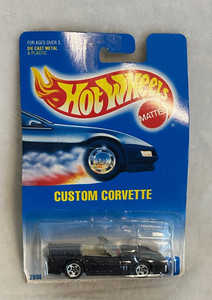 FOR AGES OVER 3
DIE CAST METAL
& PLASTIC
Hot Wheels
MATTEL
CUSTOM CORVETTE